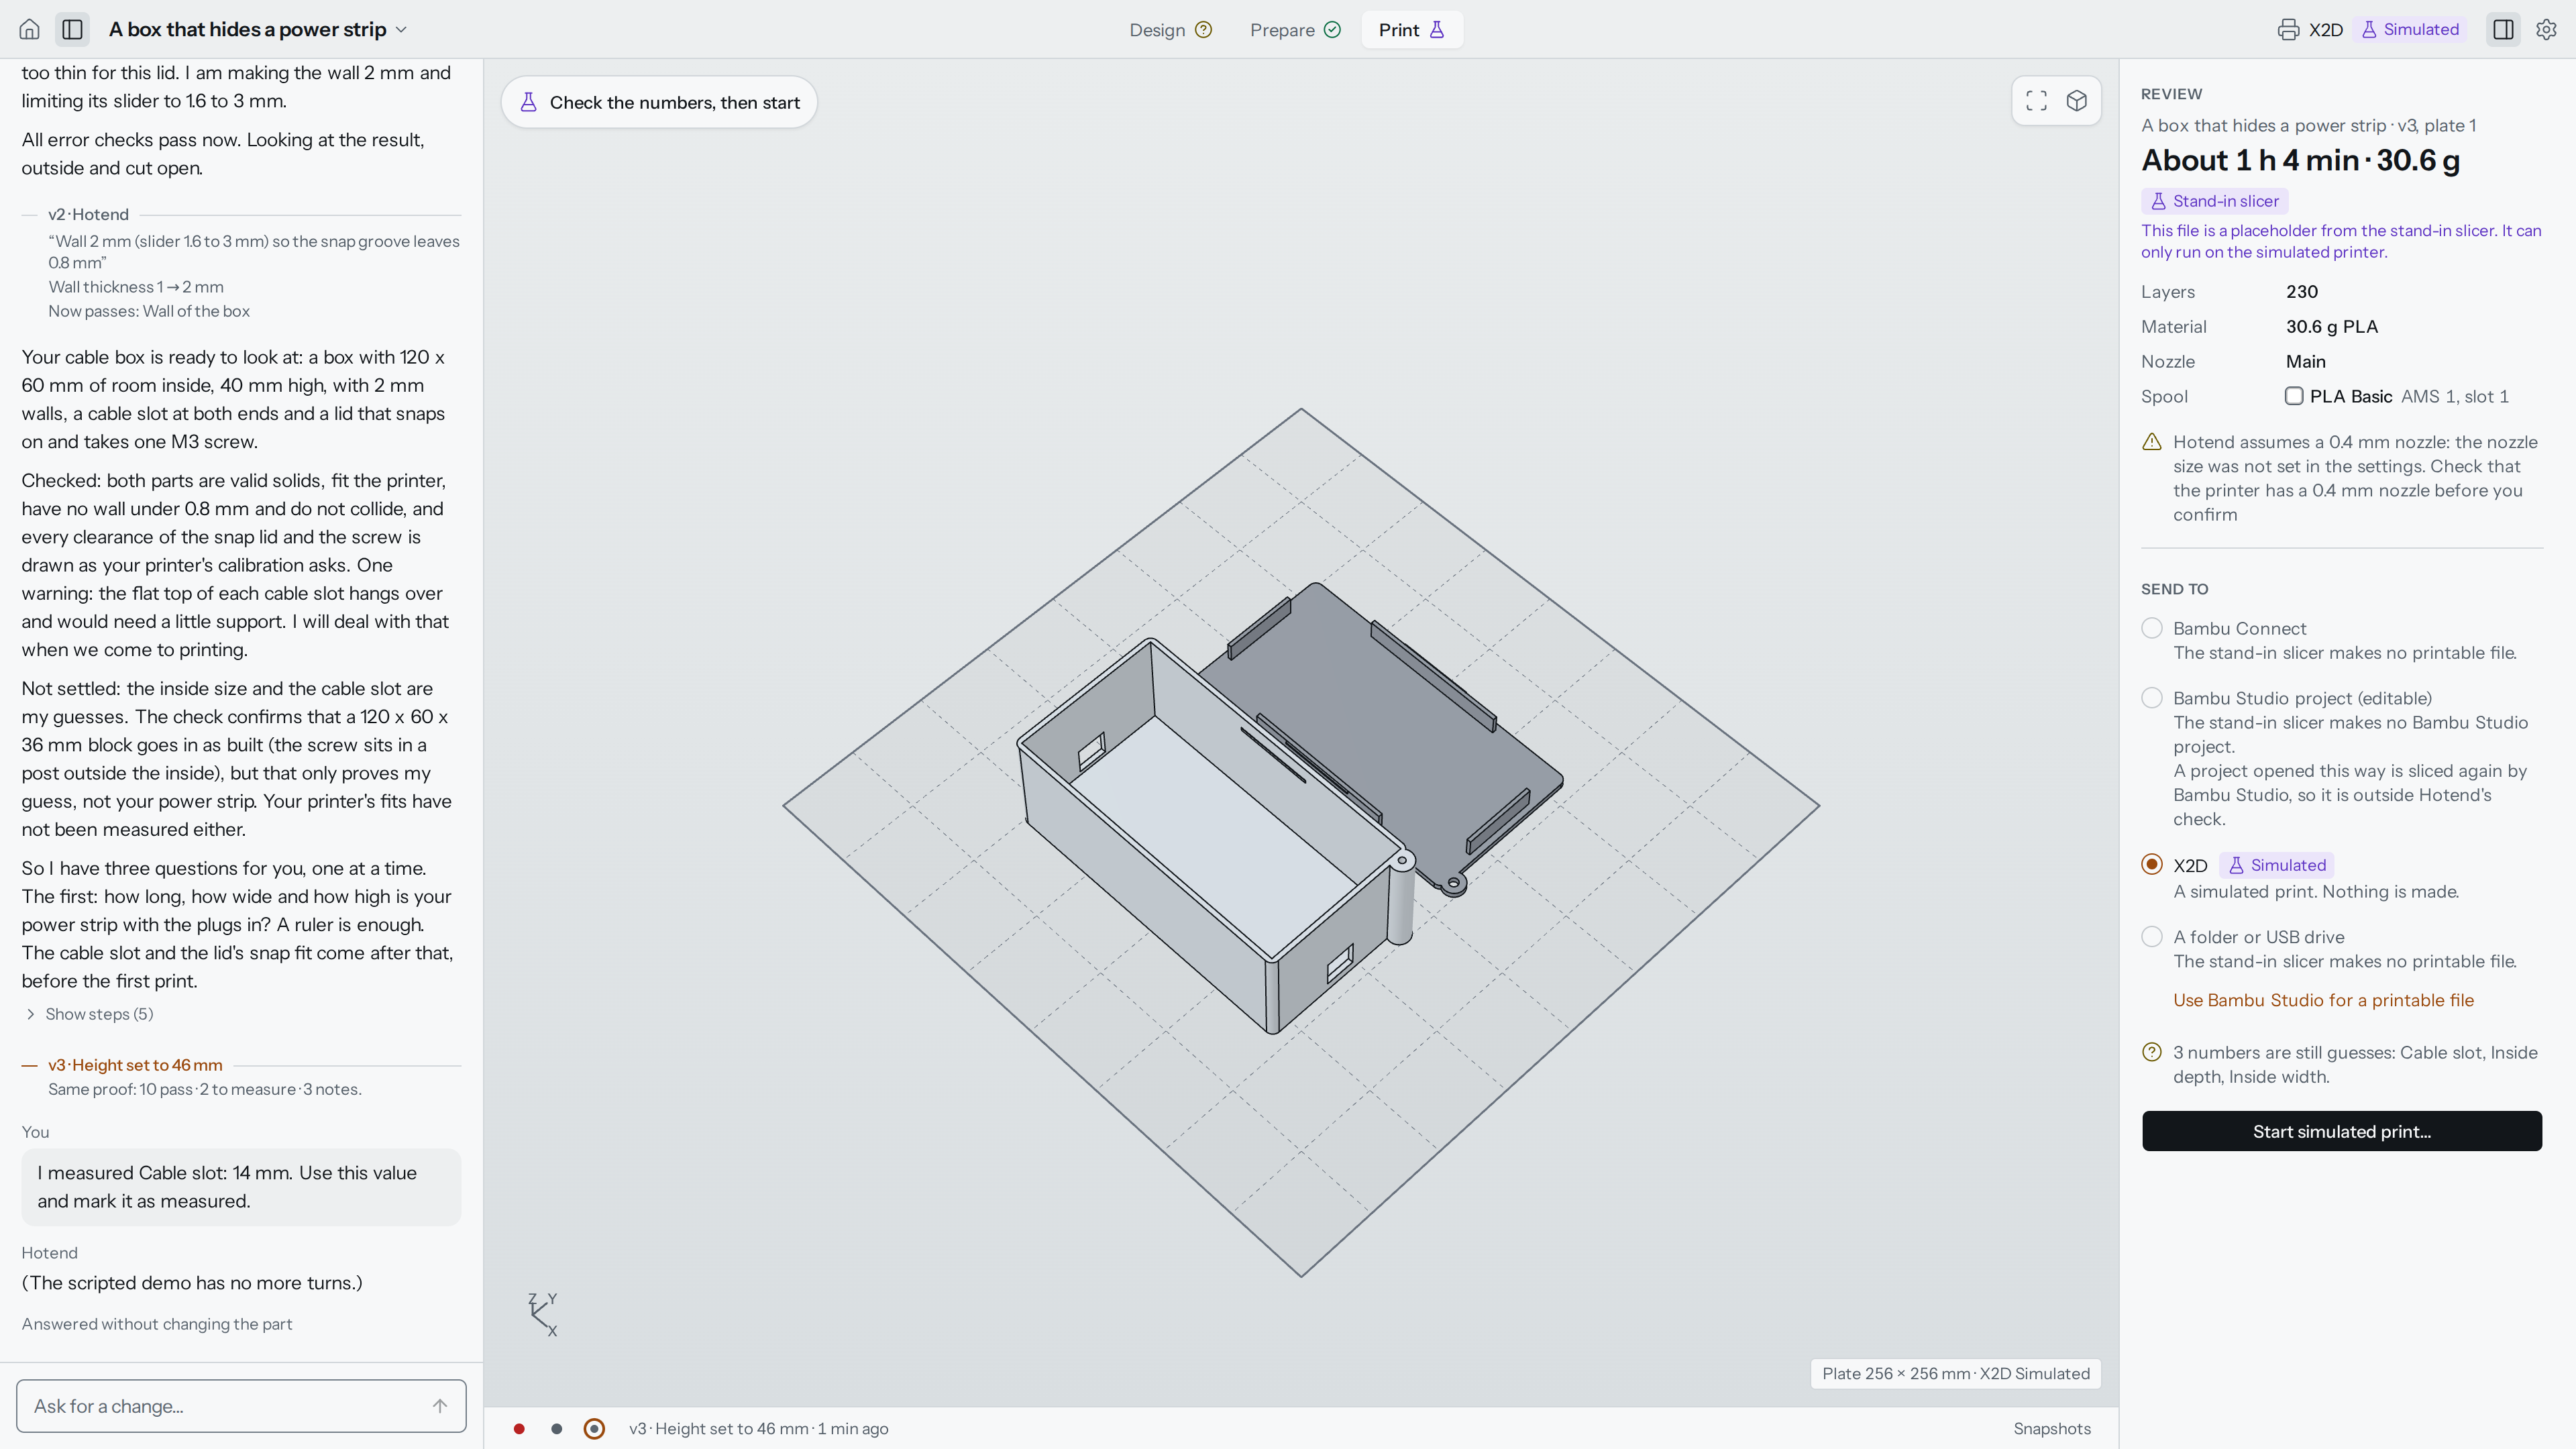 A box that hides a power strip
Design
Prepare
Print
X2D
Simulated
too thin for this lid. I am making the wall 2 mm and
limiting its slider to 1.6 to 3 mm.
All error checks pass now. Looking at the result,
outside and cut open.
v2 · Hotend
“Wall 2 mm (slider 1.6 to 3 mm) so the snap groove leaves
0.8 mm”
Wall thickness 1 → 2 mm
Now passes: Wall of the box
Your cable box is ready to look at: a box with 120 x
60 mm of room inside, 40 mm high, with 2 mm
walls, a cable slot at both ends and a lid that snaps
on and takes one M3 screw.
Checked: both parts are valid solids, fit the printer,
have no wall under 0.8 mm and do not collide, and
every clearance of the snap lid and the screw is
drawn as your printer's calibration asks. One
warning: the flat top of each cable slot hangs over
and would need a little support. I will deal with that
when we come to printing.
Not settled: the inside size and the cable slot are
my guesses. The check confirms that a 120 x 60 x
36 mm block goes in as built (the screw sits in a
post outside the inside), but that only proves my
guess, not your power strip. Your printer's fits have
not been measured either.
So I have three questions for you, one at a time.
The first: how long, how wide and how high is your
power strip with the plugs in? A ruler is enough.
The cable slot and the lid's snap fit come after that,
before the first print.
Show steps (5)
v3 · Height set to 46 mm
Same proof: 10 pass · 2 to measure · 3 notes.
You
I measured Cable slot: 14 mm. Use this value
and mark it as measured.
Hotend
(The scripted demo has no more turns.)
Answered without changing the part
Ask for a change...
Check the numbers, then start
Z Y
X
Plate 256 × 256 mm · X2D Simulated
v3 · Height set to 46 mm · 1 min ago
Snapshots
REVIEW
A box that hides a power strip · v3, plate 1
About 1 h 4 min · 30.6 g
Stand-in slicer
This file is a placeholder from the stand-in slicer. It can
only run on the simulated printer.
Layers 230
Material 30.6 g PLA
Nozzle Main
Spool PLA Basic AMS 1, slot 1
Hotend assumes a 0.4 mm nozzle: the nozzle
size was not set in the settings. Check that
the printer has a 0.4 mm nozzle before you
confirm
SEND TO
Bambu Connect
The stand-in slicer makes no printable file.
Bambu Studio project (editable)
The stand-in slicer makes no Bambu Studio
project.
A project opened this way is sliced again by
Bambu Studio, so it is outside Hotend's
check.
X2D Simulated
A simulated print. Nothing is made.
A folder or USB drive
The stand-in slicer makes no printable file.
Use Bambu Studio for a printable file
3 numbers are still guesses: Cable slot, Inside
depth, Inside width.
Start simulated print...